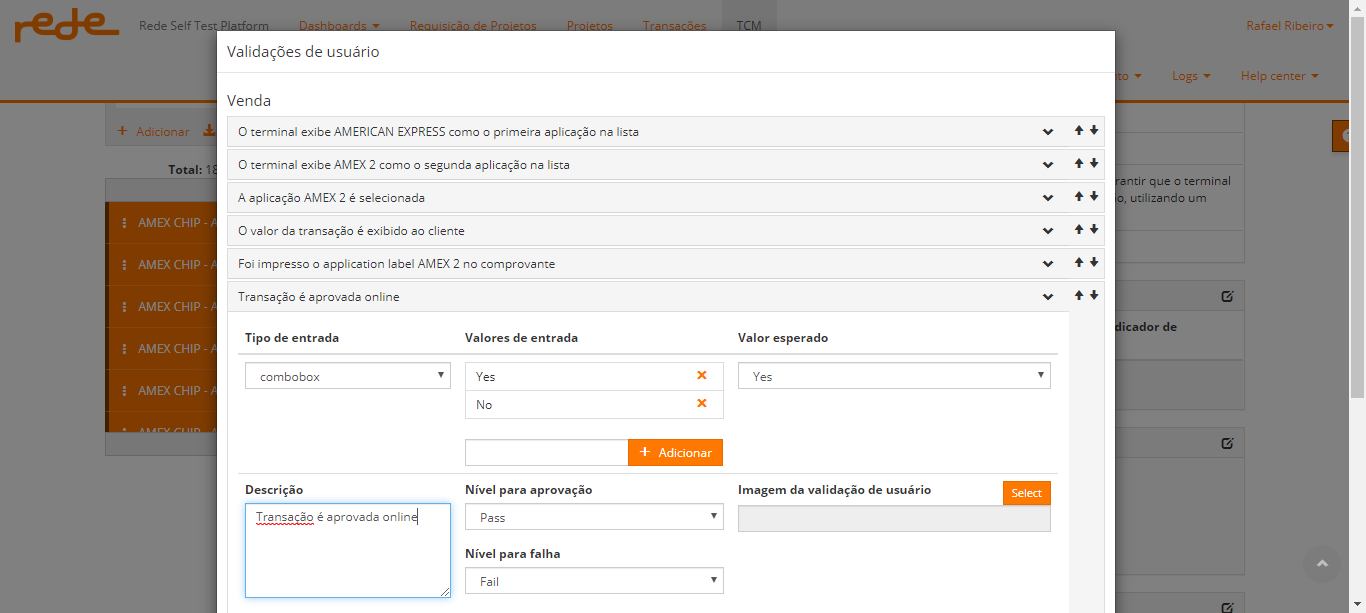 rede Rede Self Test Platform Dashboards Requisição de Projetos Projetos Transações TCM Rafael Ribeiro
Validações de usuário
Logs Help center
Venda
Adicionar
O terminal exibe AMERICAN EXPRESS como o primeira aplicação na lista
Total: 18
O terminal exibe AMEX 2 como o segunda aplicação na lista
A aplicação AMEX 2 é selecionada
rantir que o terminal
o, utilizando um
AMEX CHIP - A
O valor da transação é exibido ao cliente
AMEX CHIP - A
Foi impresso o application label AMEX 2 no comprovante
AMEX CHIP - A
Transação é aprovada online
dicador de
AMEX CHIP - A
Tipo de entrada Valores de entrada Valor esperado
AMEX CHIP - A
combobox Yes Yes
No
AMEX CHIP - A
Adicionar
Descrição Nível para aprovação Imagem da validação de usuário Select
Transação é aprovada online Pass
Nível para falha
Fail